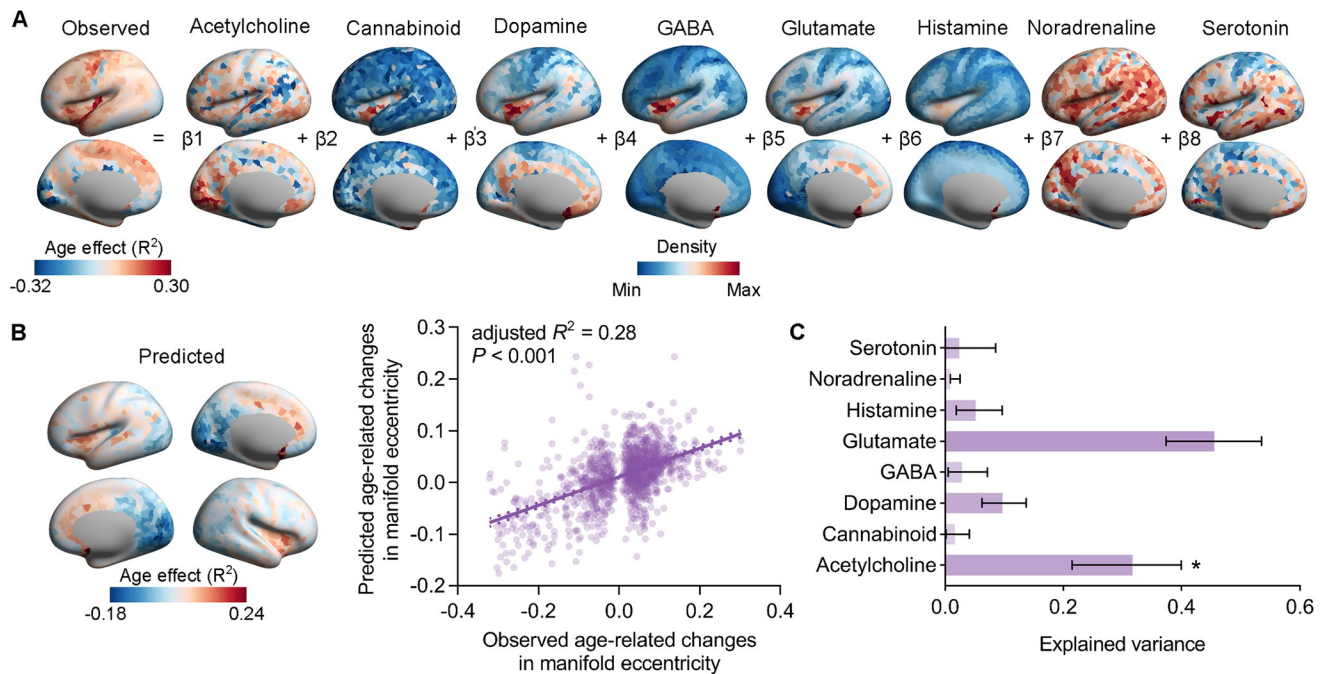 A
Observed Acetylcholine Cannabinoid Dopamine GABA Glutamate Histamine Noradrenaline Serotonin
= β1 + β2 + β3 + β4 + β5 + β6 + β7 + β8
Age effect (R²)
-0.32 0.30
Density
Min Max
B
Predicted
Age effect (R²)
-0.18 0.24
adjusted R² = 0.28
P < 0.001
Predicted age-related changes
in manifold eccentricity
0.3
0.2
0.1
0.0
-0.1
-0.2
-0.4 -0.2 0.0 0.2 0.4
Observed age-related changes
in manifold eccentricity
C
Serotonin
Noradrenaline
Histamine
Glutamate
GABA
Dopamine
Cannabinoid
Acetylcholine *
0.0 0.2 0.4 0.6
Explained variance